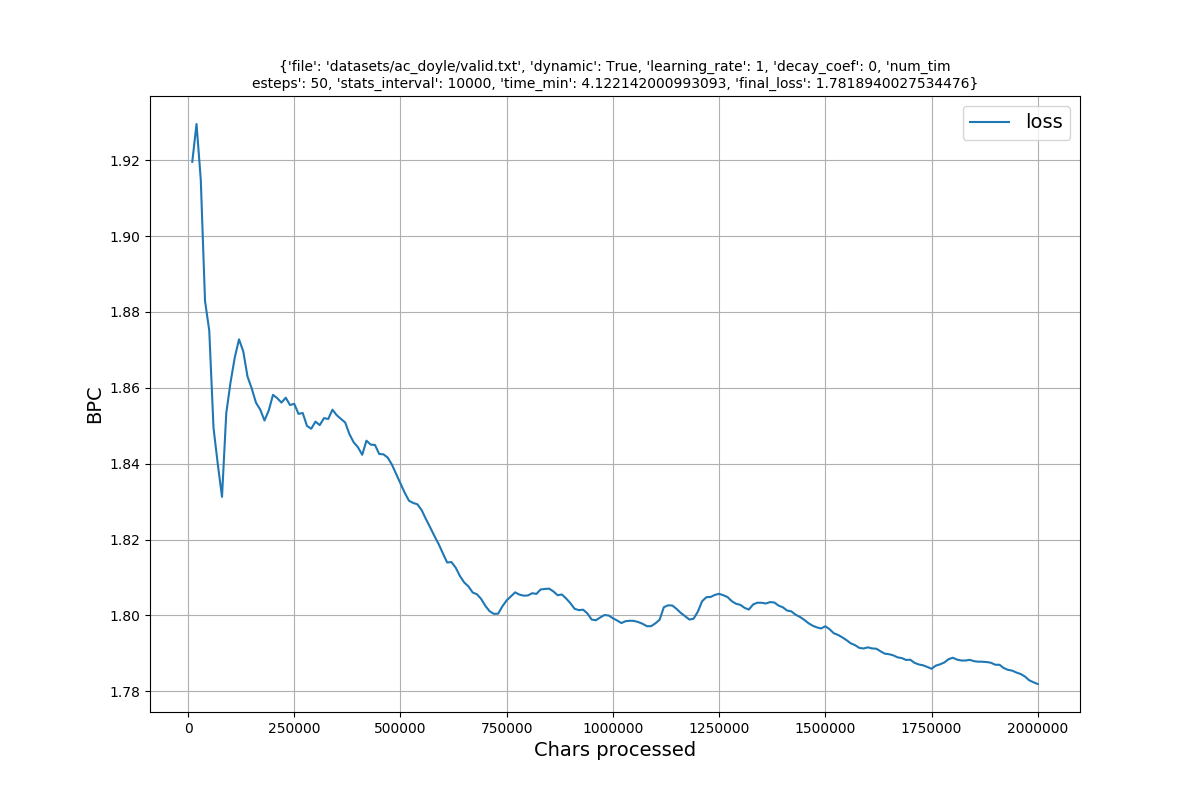 {'file': 'datasets/ac_doyle/valid.txt', 'dynamic': True, 'learning_rate': 1, 'decay_coef': 0, 'num_tim
esteps': 50, 'stats_interval': 10000, 'time_min': 4.122142000993093, 'final_loss': 1.7818940027534476}
loss
1.92
1.90
1.88
1.86
1.84
1.82
1.80
1.78
BPC
0 250000 500000 750000 1000000 1250000 1500000 1750000 2000000
Chars processed